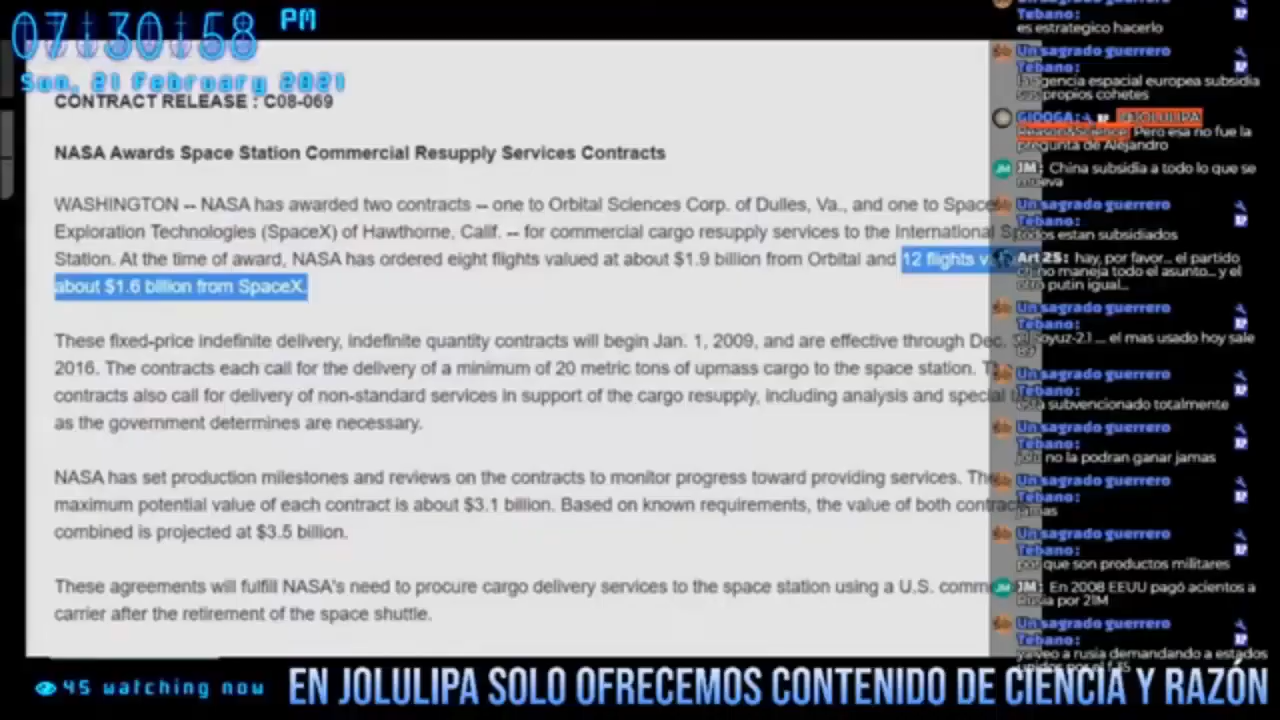 07:30:58 PM
Sun, 21 February 2021
CONTRACT RELEASE : C08-069
NASA Awards Space Station Commercial Resupply Services Contracts
WASHINGTON -- NASA has awarded two contracts -- one to Orbital Sciences Corp. of Dulles, Va., and one to Space
Exploration Technologies (SpaceX) of Hawthorne, Calif. -- for commercial cargo resupply services to the International
Station. At the time of award, NASA has ordered eight flights valued at about $1.9 billion from Orbital and 12 flights
about $1.6 billion from SpaceX.
These fixed-price indefinite delivery, indefinite quantity contracts will begin Jan. 1, 2009, and are effective through Dec.
2016. The contracts each call for the delivery of a minimum of 20 metric tons of upmass cargo to the space station.
contracts also call for delivery of non-standard services in support of the cargo resupply, including analysis and special
as the government determines are necessary.
NASA has set production milestones and reviews on the contracts to monitor progress toward providing services. The
maximum potential value of each contract is about $3.1 billion. Based on known requirements, the value of both
combined is projected at $3.5 billion.
These agreements will fulfill NASA's need to procure cargo delivery services to the space station using a U.S.
carrier after the retirement of the space shuttle.
Tebano:
es estrategico hacerlo
Un sagrado guerrero
Tebano:
la agencia espacial europea subsidia
sus propios cohetes
GIDOGA: @JOLULIPA
Reason&Science Pero esa no fue la
pregunta de Alejandro
JM: China subsidia a todo lo que se
mueva
Un sagrado guerrero
Tebano:
todos estan subsidiados
Art 25: hay, por favor... el partido
chino maneja todo el asunto... y el
otro putin igual...
Un sagrado guerrero
Tebano:
soyuz-2.1 ... el mas usado hoy sale
Un sagrado guerrero
Tebano:
esta subvencionado totalmente
Un sagrado guerrero
Tebano:
no la podran ganar jamas
Un sagrado guerrero
Tebano:
jamas
Un sagrado guerrero
Tebano:
por que son productos militares
JM: En 2008 EEUU pagó acientos a
Rusia por 21M
Un sagrado guerrero
Tebano:
ya veo a rusia demandando a estados
unidos por el
45 watching now
EN JOLULIPA SOLO OFRECEMOS CONTENIDO DE CIENCIA Y RAZÓN